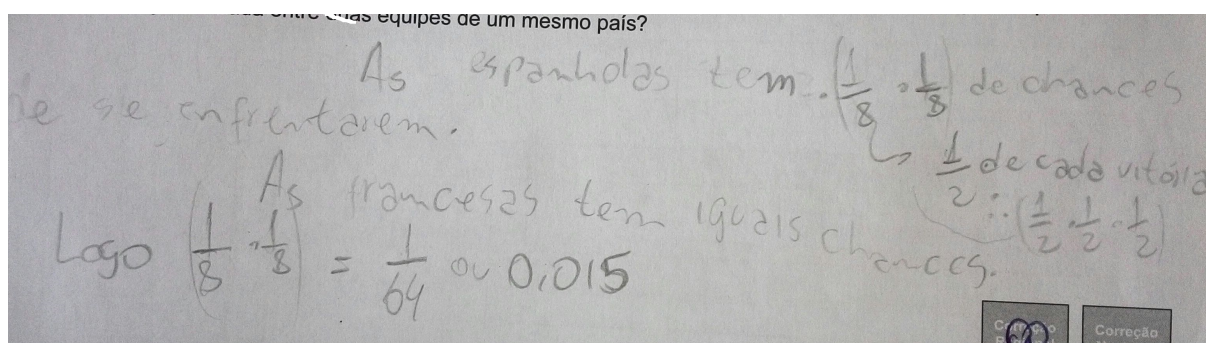 entre duas equipes de um mesmo país?
As espanholas tem (1/8 · 1/8) de chances
de se enfrentarem.
↳ 1/2 de cada vitória
∴ (1/2 · 1/2 · 1/2)
As francesas tem iguais chances.
Logo (1/8 · 1/8) = 1/64 ou 0,015
Correção